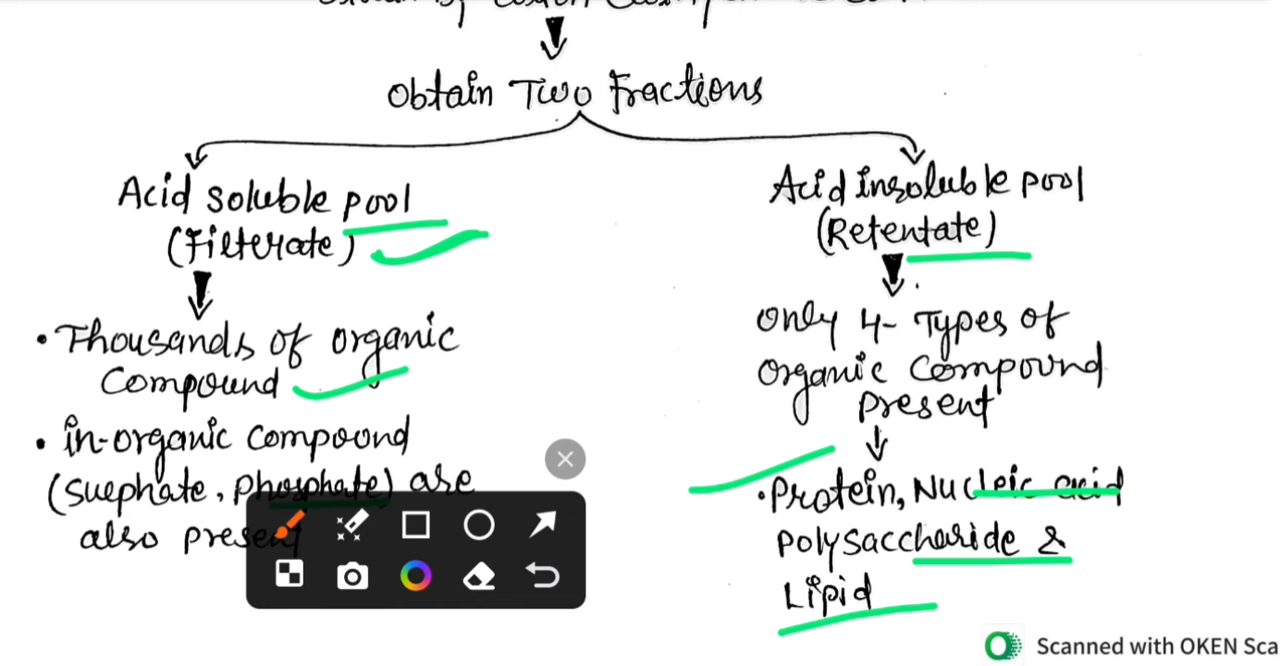 Obtain Two Fractions
Acid soluble pool
(Filterate)
• Thousands of organic
compound
• in-organic compound
(sulphate, phosphate) are
also present
Acid insoluble pool
(Retentate)
only 4- Types of
organic compound
present
• Protein, Nucleic acid
polysaccharide &
Lipid
Scanned with OKEN Sca